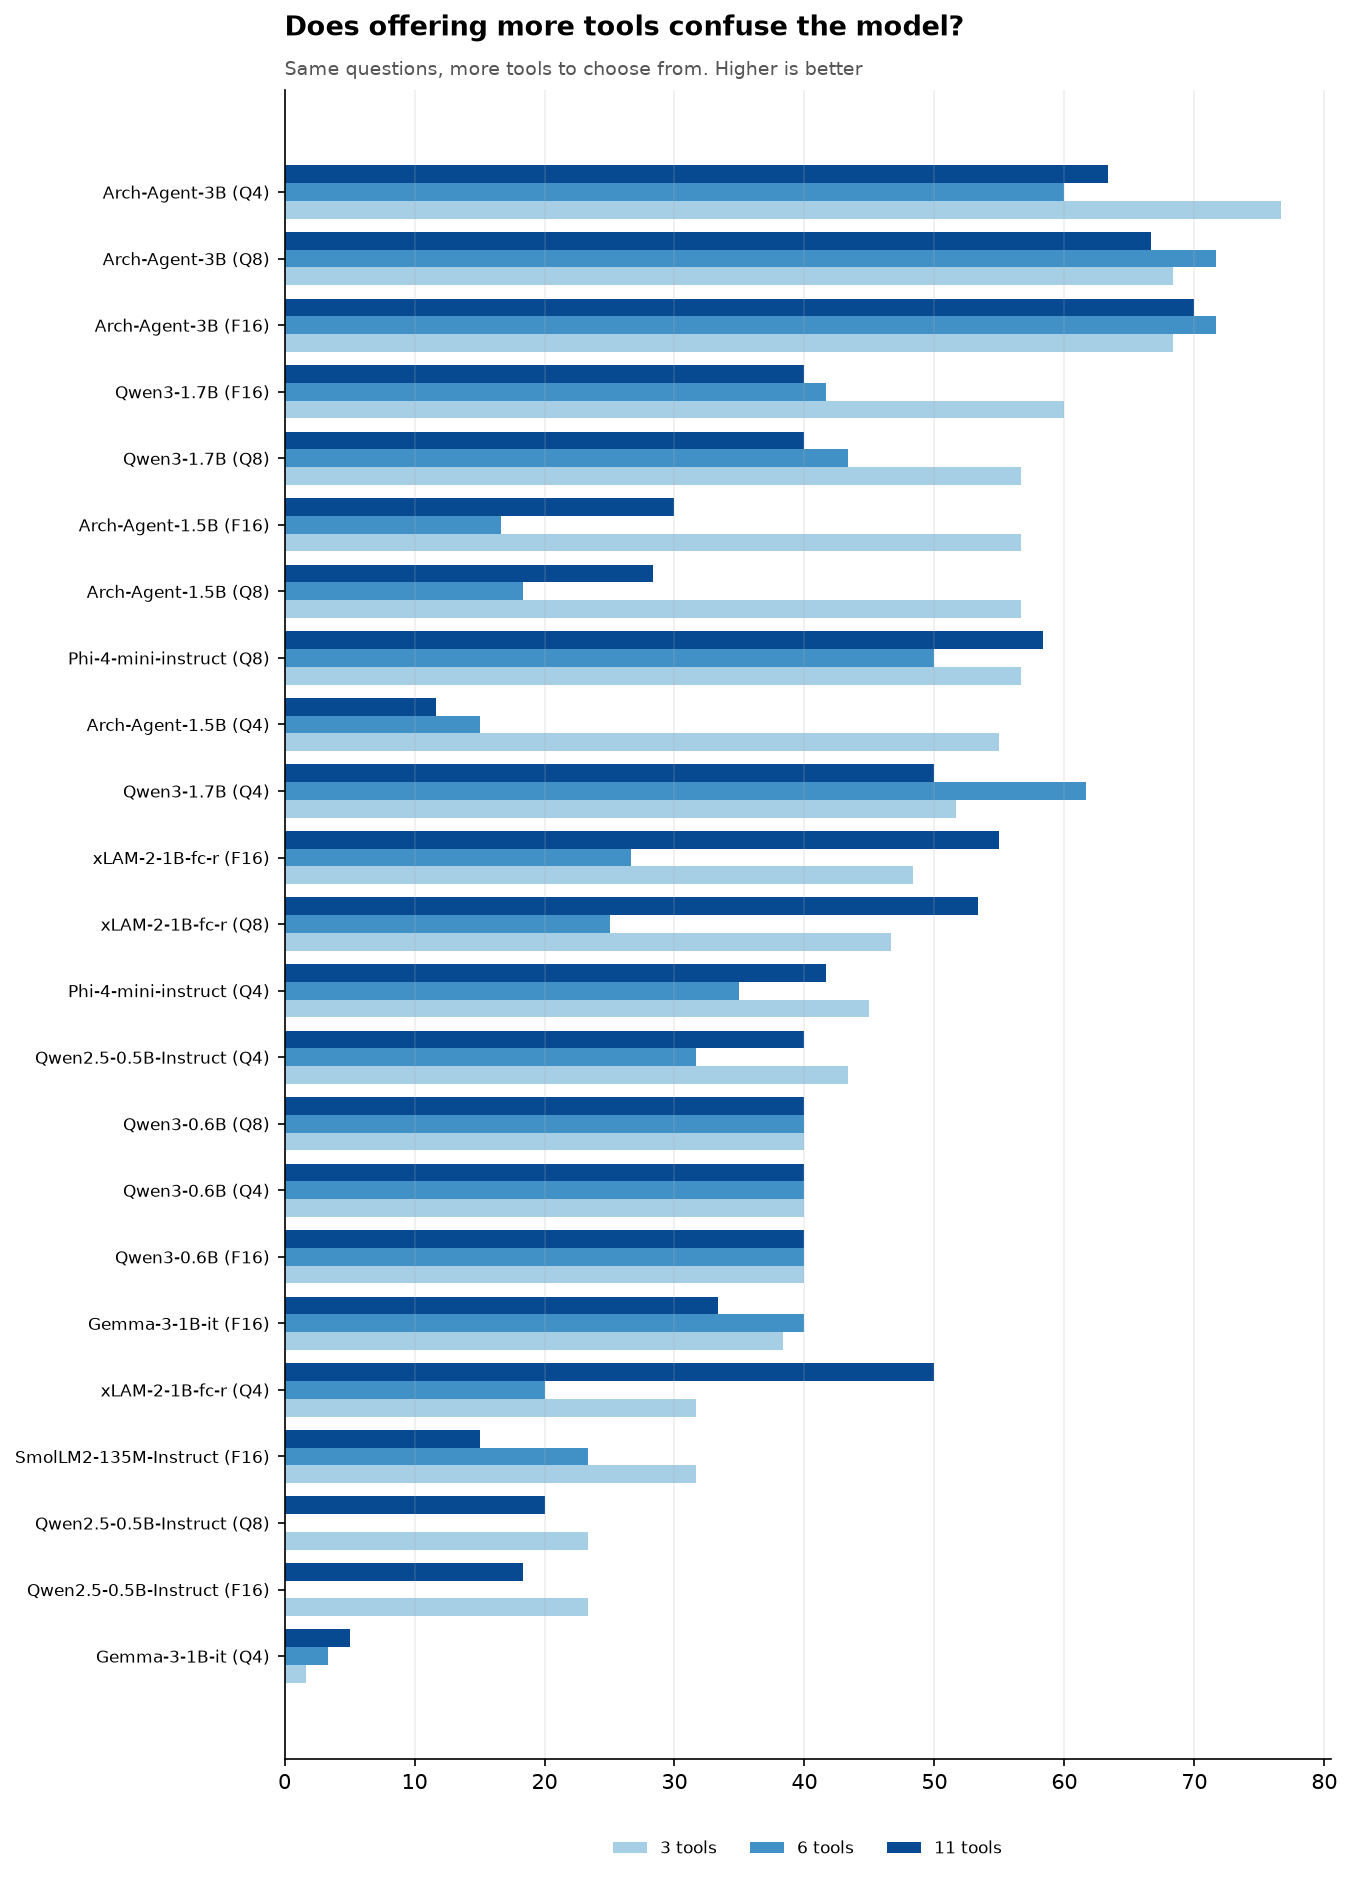 Does offering more tools confuse the model?
Same questions, more tools to choose from. Higher is better
Arch-Agent-3B (Q4)
Arch-Agent-3B (Q8)
Arch-Agent-3B (F16)
Qwen3-1.7B (F16)
Qwen3-1.7B (Q8)
Arch-Agent-1.5B (F16)
Arch-Agent-1.5B (Q8)
Phi-4-mini-instruct (Q8)
Arch-Agent-1.5B (Q4)
Qwen3-1.7B (Q4)
xLAM-2-1B-fc-r (F16)
xLAM-2-1B-fc-r (Q8)
Phi-4-mini-instruct (Q4)
Qwen2.5-0.5B-Instruct (Q4)
Qwen3-0.6B (Q8)
Qwen3-0.6B (Q4)
Qwen3-0.6B (F16)
Gemma-3-1B-it (F16)
xLAM-2-1B-fc-r (Q4)
SmolLM2-135M-Instruct (F16)
Qwen2.5-0.5B-Instruct (Q8)
Qwen2.5-0.5B-Instruct (F16)
Gemma-3-1B-it (Q4)
0 10 20 30 40 50 60 70 80
3 tools 6 tools 11 tools